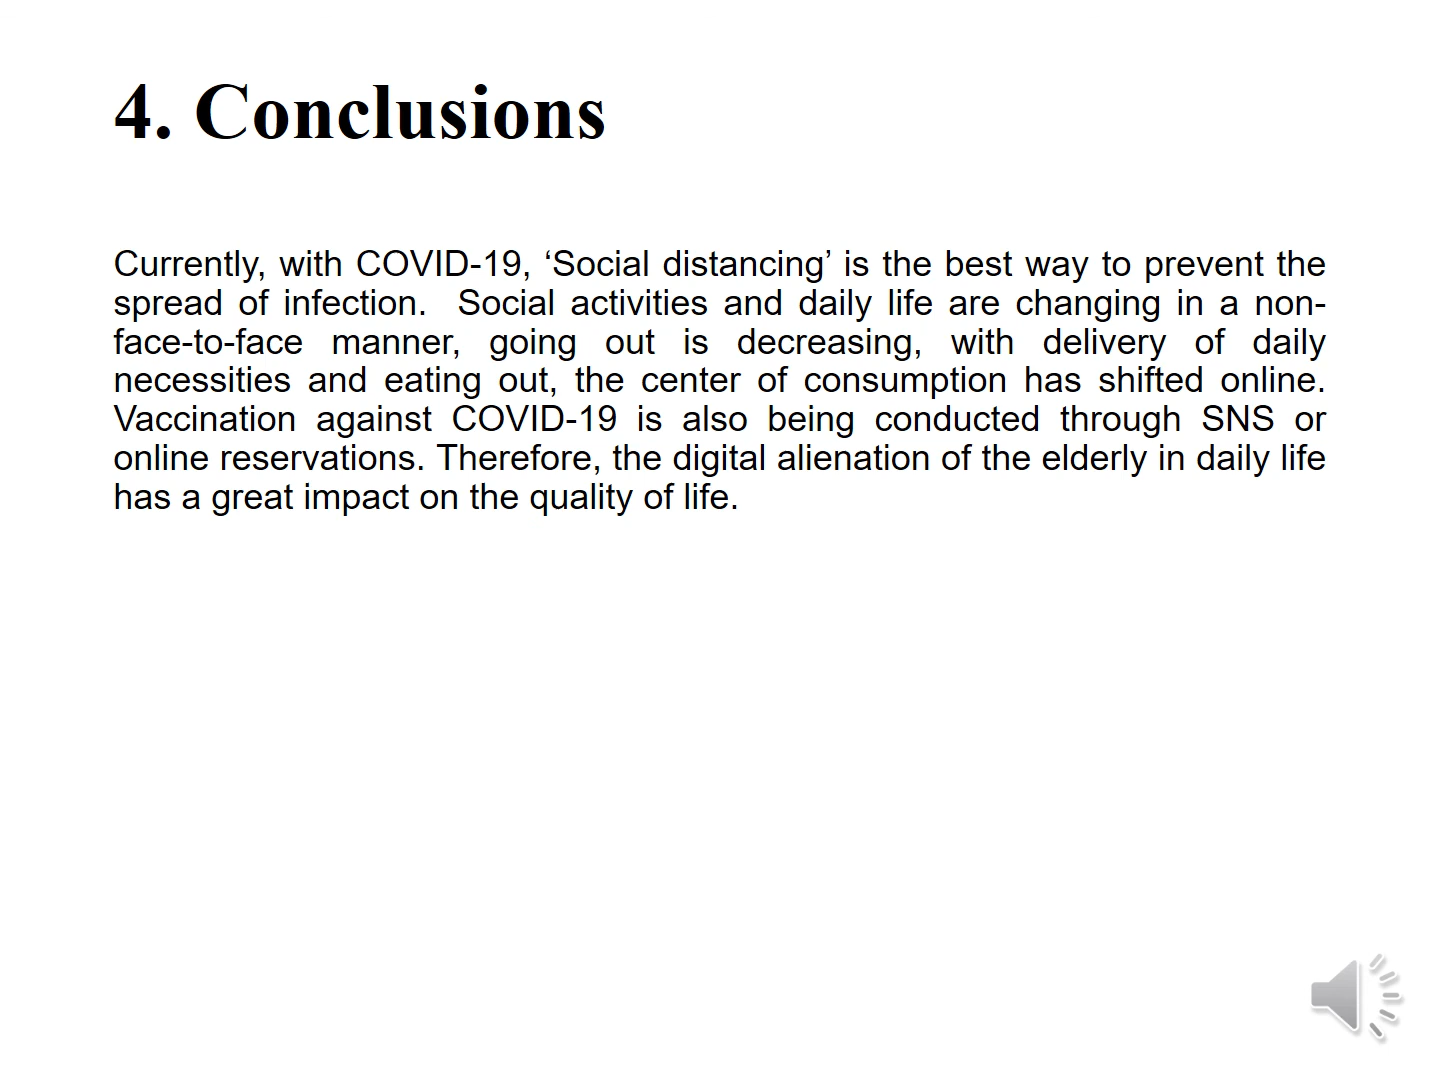 4. Conclusions
Currently, with COVID-19, ‘Social distancing’ is the best way to prevent the
spread of infection.  Social activities and daily life are changing in a non-
face-to-face manner, going out is decreasing, with delivery of daily
necessities and eating out, the center of consumption has shifted online.
Vaccination against COVID-19 is also being conducted through SNS or
online reservations. Therefore, the digital alienation of the elderly in daily life
has a great impact on the quality of life.